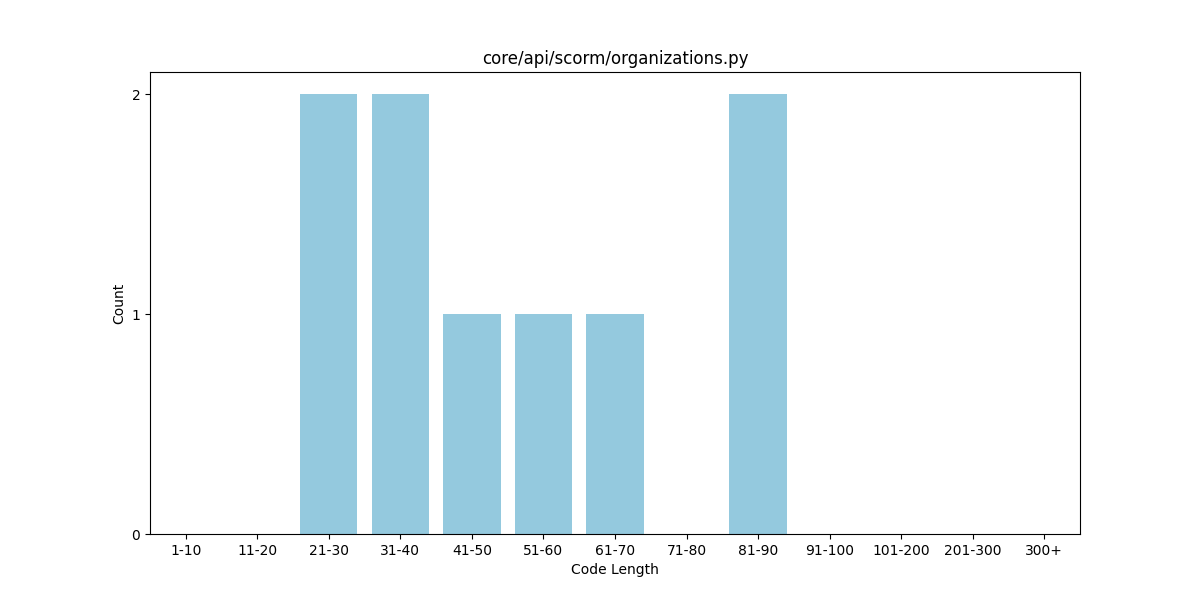 core/api/scorm/organizations.py
2
1
0
Count
1-10 11-20 21-30 31-40 41-50 51-60 61-70 71-80 81-90 91-100 101-200 201-300 300+
Code Length